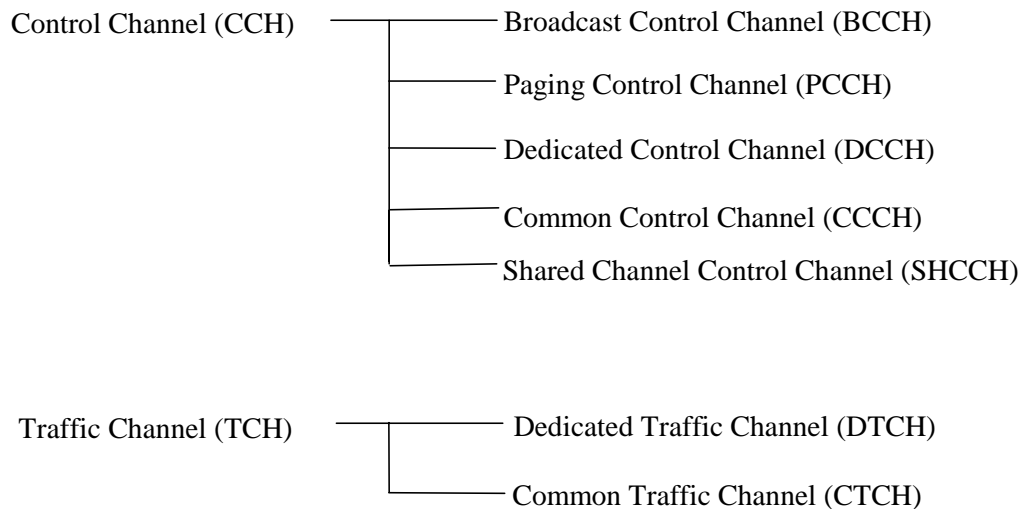 Control Channel (CCH)
Broadcast Control Channel (BCCH)
Paging Control Channel (PCCH)
Dedicated Control Channel (DCCH)
Common Control Channel (CCCH)
Shared Channel Control Channel (SHCCH)
Traffic Channel (TCH)
Dedicated Traffic Channel (DTCH)
Common Traffic Channel (CTCH)